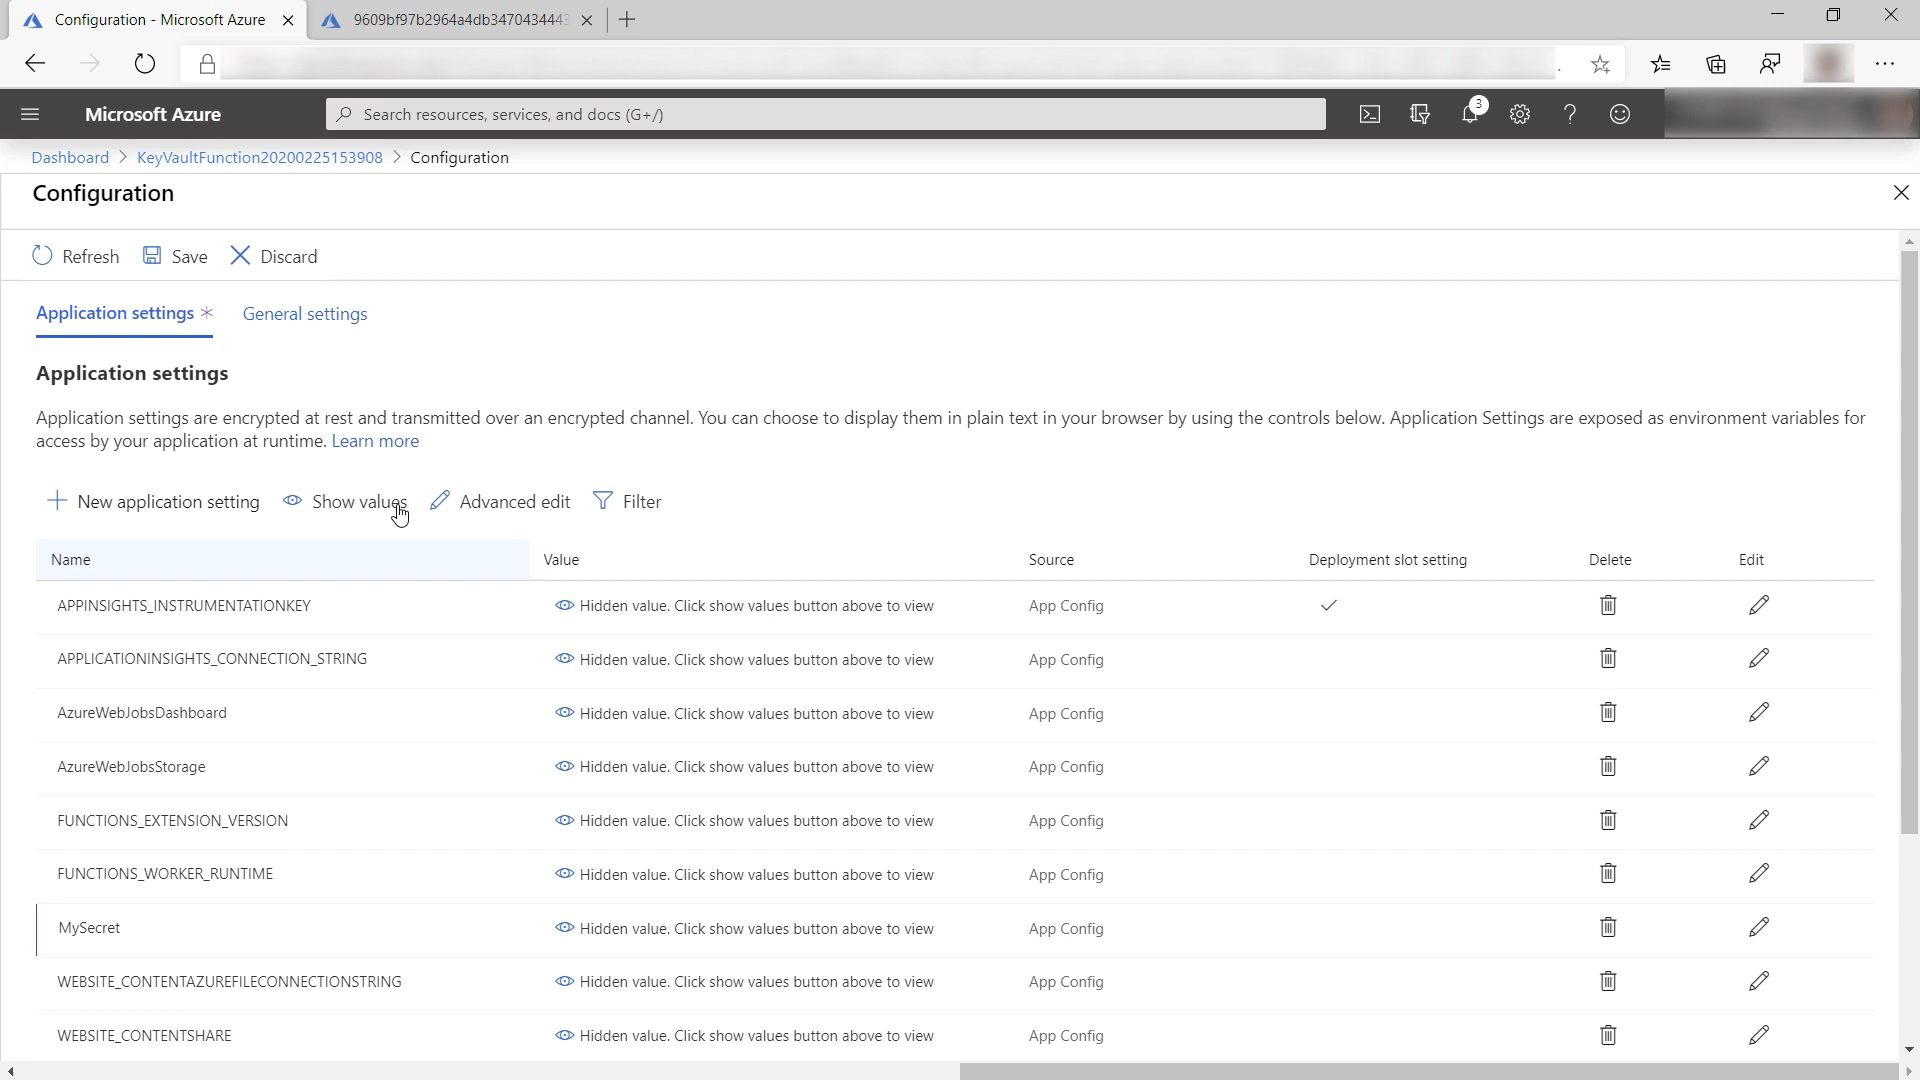 Configuration - Microsoft Azure
9609bf97b2964a4db3470434443
Microsoft Azure
Search resources, services, and docs (G+/)
3
Dashboard > KeyVaultFunction20200225153908 > Configuration
Configuration
Refresh Save Discard
Application settings * General settings
Application settings
Application settings are encrypted at rest and transmitted over an encrypted channel. You can choose to display them in plain text in your browser by using the controls below. Application Settings are exposed as environment variables for
access by your application at runtime. Learn more
New application setting Show values Advanced edit Filter
Name Value Source Deployment slot setting Delete Edit
APPINSIGHTS_INSTRUMENTATIONKEY Hidden value. Click show values button above to view App Config
APPLICATIONINSIGHTS_CONNECTION_STRING Hidden value. Click show values button above to view App Config
AzureWebJobsDashboard Hidden value. Click show values button above to view App Config
AzureWebJobsStorage Hidden value. Click show values button above to view App Config
FUNCTIONS_EXTENSION_VERSION Hidden value. Click show values button above to view App Config
FUNCTIONS_WORKER_RUNTIME Hidden value. Click show values button above to view App Config
MySecret Hidden value. Click show values button above to view App Config
WEBSITE_CONTENTAZUREFILECONNECTIONSTRING Hidden value. Click show values button above to view App Config
WEBSITE_CONTENTSHARE Hidden value. Click show values button above to view App Config